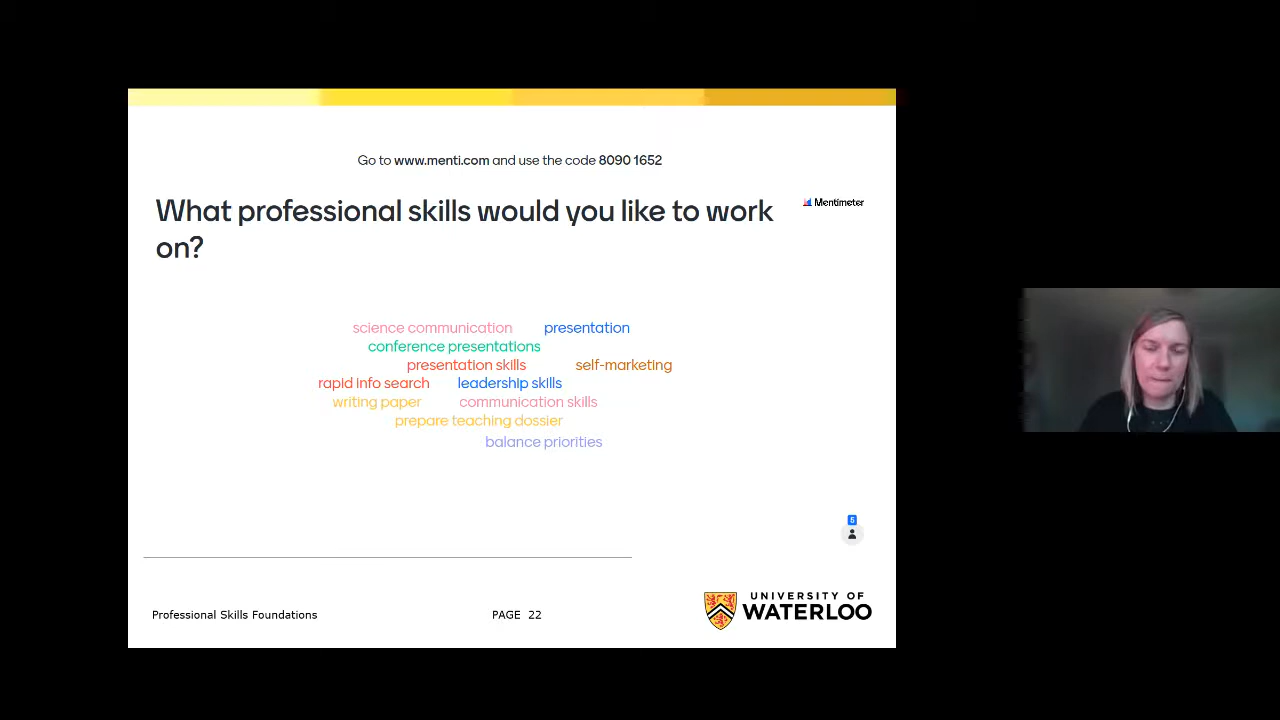 Go to www.menti.com and use the code 8090 1652
What professional skills would you like to work
on?
Mentimeter
science communication presentation
conference presentations
presentation skills self-marketing
rapid info search leadership skills
writing paper communication skills
prepare teaching dossier
balance priorities
5
Professional Skills Foundations PAGE 22
UNIVERSITY OF
WATERLOO